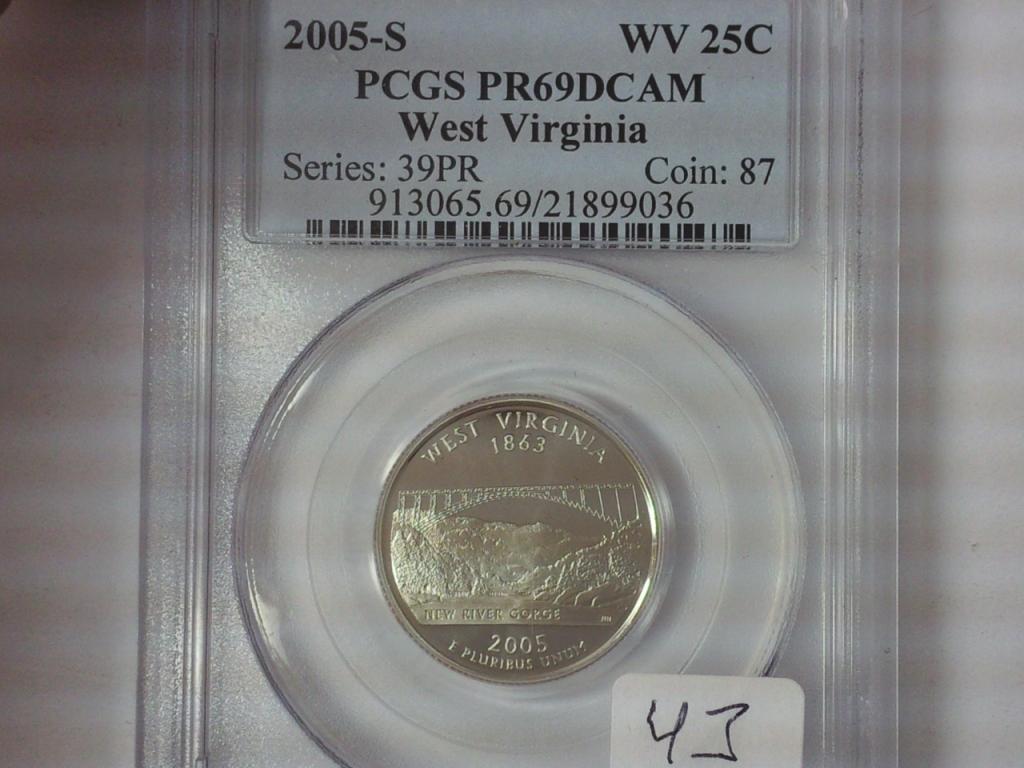 2005-S WV 25C
PCGS PR69DCAM
West Virginia
Series: 39PR Coin: 87
913065.69/21899036
WEST VIRGINIA
1863
NEW RIVER GORGE
2005
E PLURIBUS UNUM
43